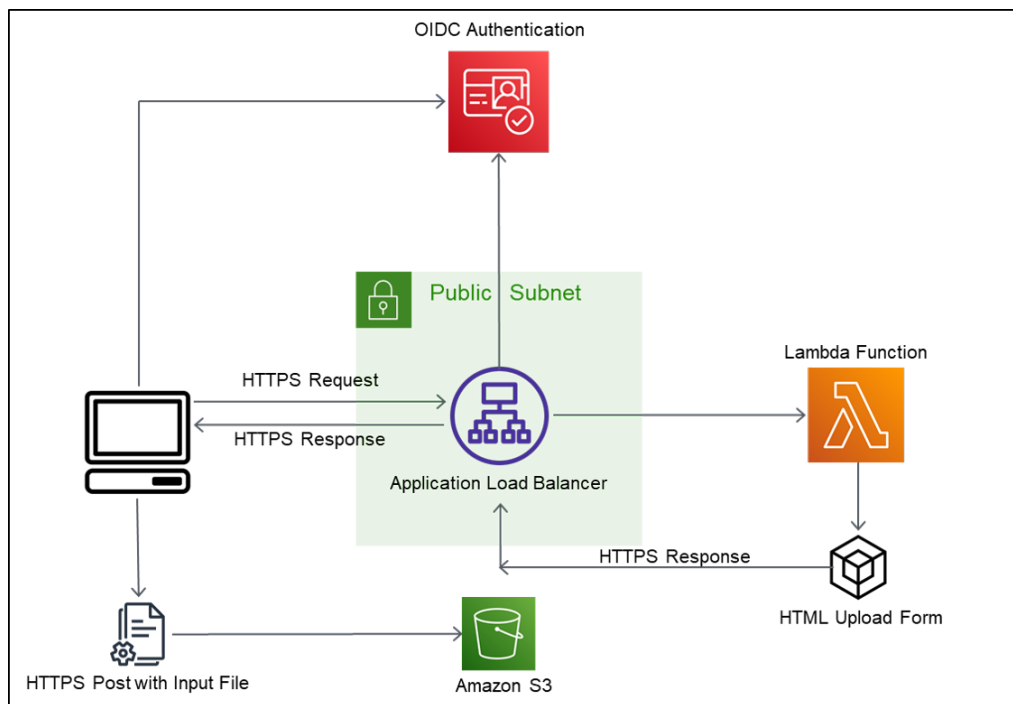 OIDC Authentication
Public Subnet
Lambda Function
HTTPS Request
HTTPS Response
Application Load Balancer
HTTPS Response
HTML Upload Form
HTTPS Post with Input File
Amazon S3